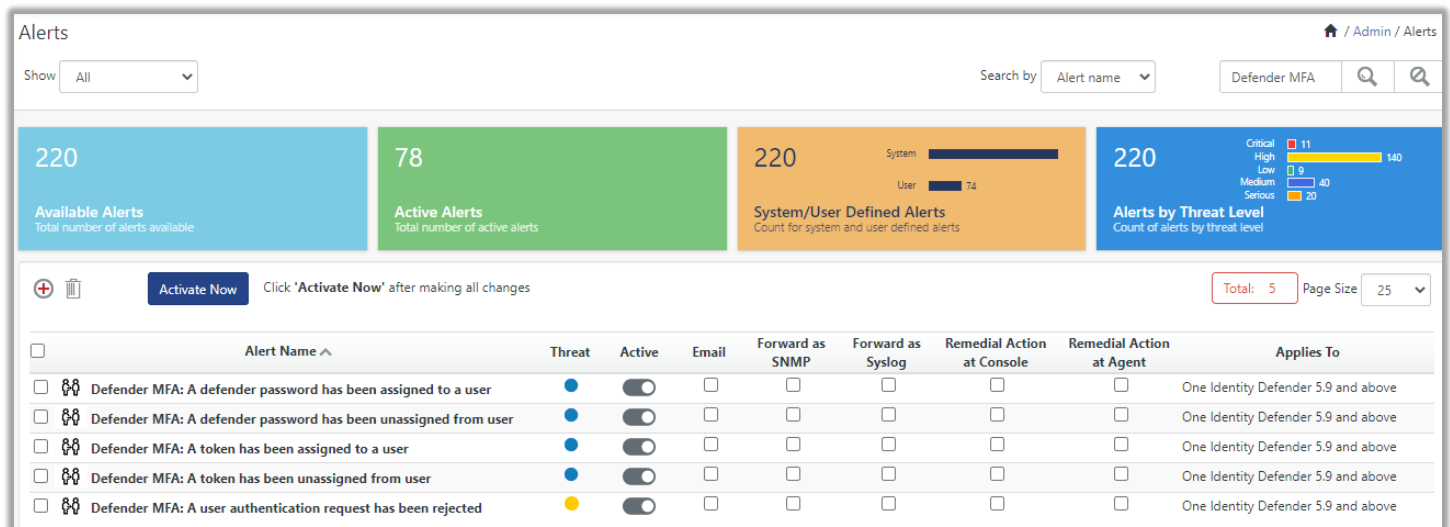 Alerts
/ Admin / Alerts
Show All
Search by Alert name Defender MFA
220
Available Alerts
Total number of alerts available
78
Active Alerts
Total number of active alerts
220
System
User 74
System/User Defined Alerts
Count for system and user defined alerts
220
Critical 11
High 140
Low 9
Medium 40
Serious 20
Alerts by Threat Level
Count of alerts by threat level
Activate Now Click 'Activate Now' after making all changes
Total: 5 Page Size 25
Alert Name Threat Active Email Forward as SNMP Forward as Syslog Remedial Action at Console Remedial Action at Agent Applies To
Defender MFA: A defender password has been assigned to a user One Identity Defender 5.9 and above
Defender MFA: A defender password has been unassigned from user One Identity Defender 5.9 and above
Defender MFA: A token has been assigned to a user One Identity Defender 5.9 and above
Defender MFA: A token has been unassigned from user One Identity Defender 5.9 and above
Defender MFA: A user authentication request has been rejected One Identity Defender 5.9 and above